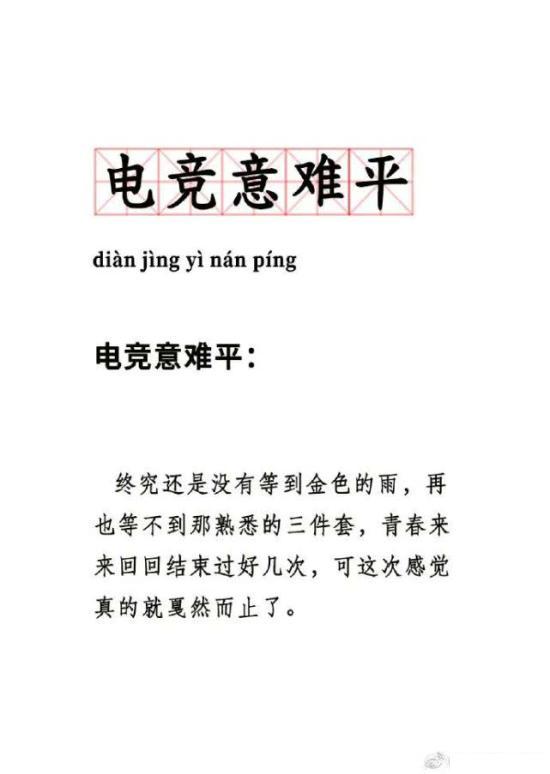 电竞意难平
diàn jìng yì nán píng
电竞意难平：
终究还是没有等到金色的雨，再
也等不到那熟悉的三件套，青春来
来回回结束过好几次，可这次感觉
真的就戛然而止了。